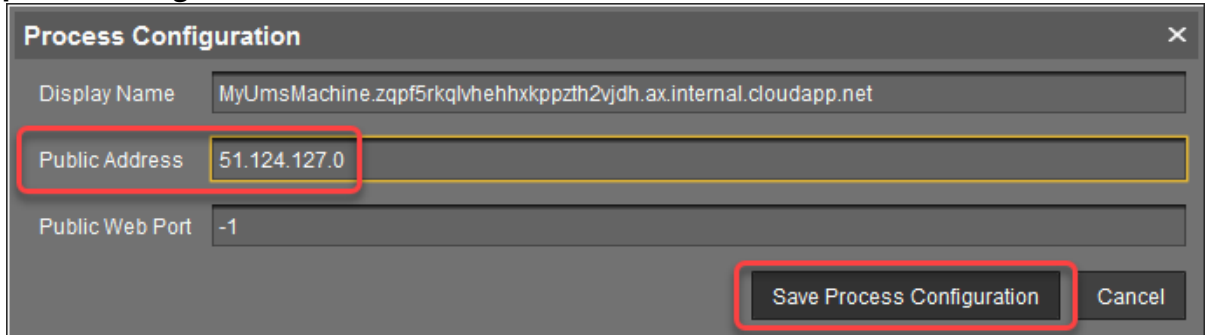 Process Configuration
Display Name MyUmsMachine.zqpf5rkqlvhehhxkppzth2vjdh.ax.internal.cloudapp.net
Public Address 51.124.127.0
Public Web Port -1
Save Process Configuration Cancel